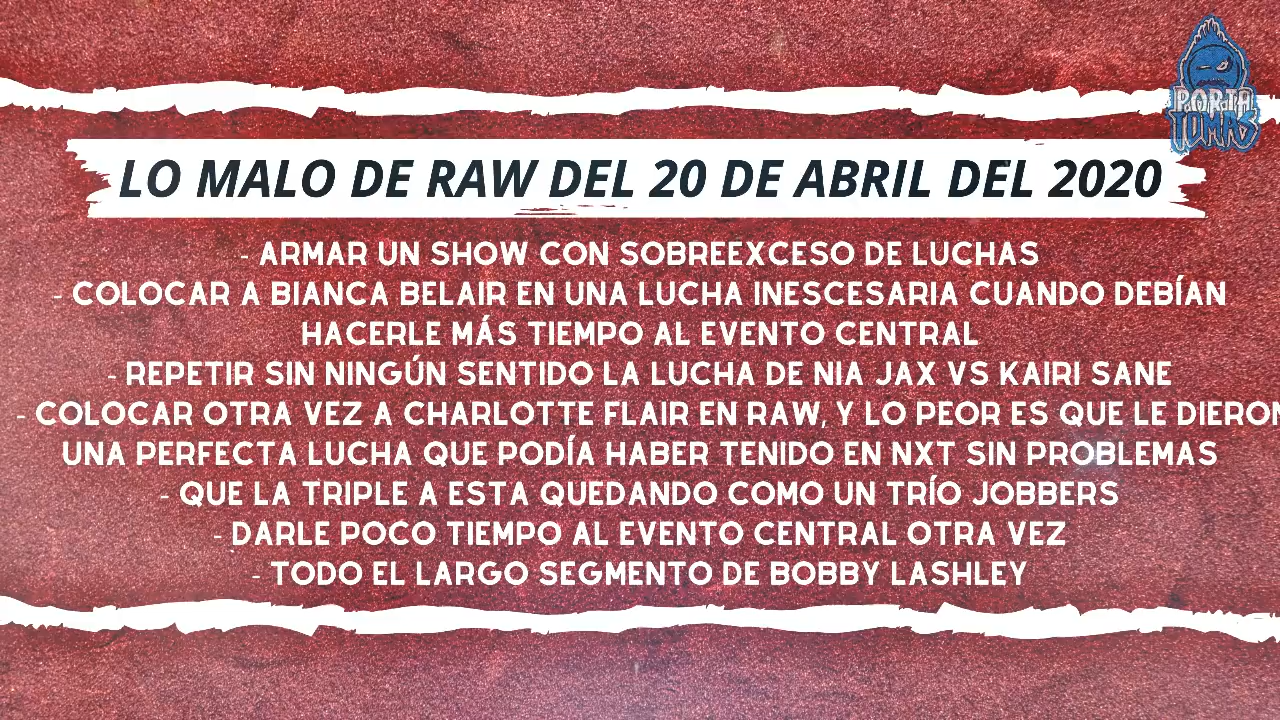 PORTA
TOMAS
LO MALO DE RAW DEL 20 DE ABRIL DEL 2020
- ARMAR UN SHOW CON SOBREEXCESO DE LUCHAS
- COLOCAR A BIANCA BELAIR EN UNA LUCHA INESCESARIA CUANDO DEBÍAN
HACERLE MÁS TIEMPO AL EVENTO CENTRAL
- REPETIR SIN NINGÚN SENTIDO LA LUCHA DE NIA JAX VS KAIRI SANE
- COLOCAR OTRA VEZ A CHARLOTTE FLAIR EN RAW, Y LO PEOR ES QUE LE DIERON
UNA PERFECTA LUCHA QUE PODÍA HABER TENIDO EN NXT SIN PROBLEMAS
- QUE LA TRIPLE A ESTA QUEDANDO COMO UN TRÍO JOBBERS
- DARLE POCO TIEMPO AL EVENTO CENTRAL OTRA VEZ
- TODO EL LARGO SEGMENTO DE BOBBY LASHLEY